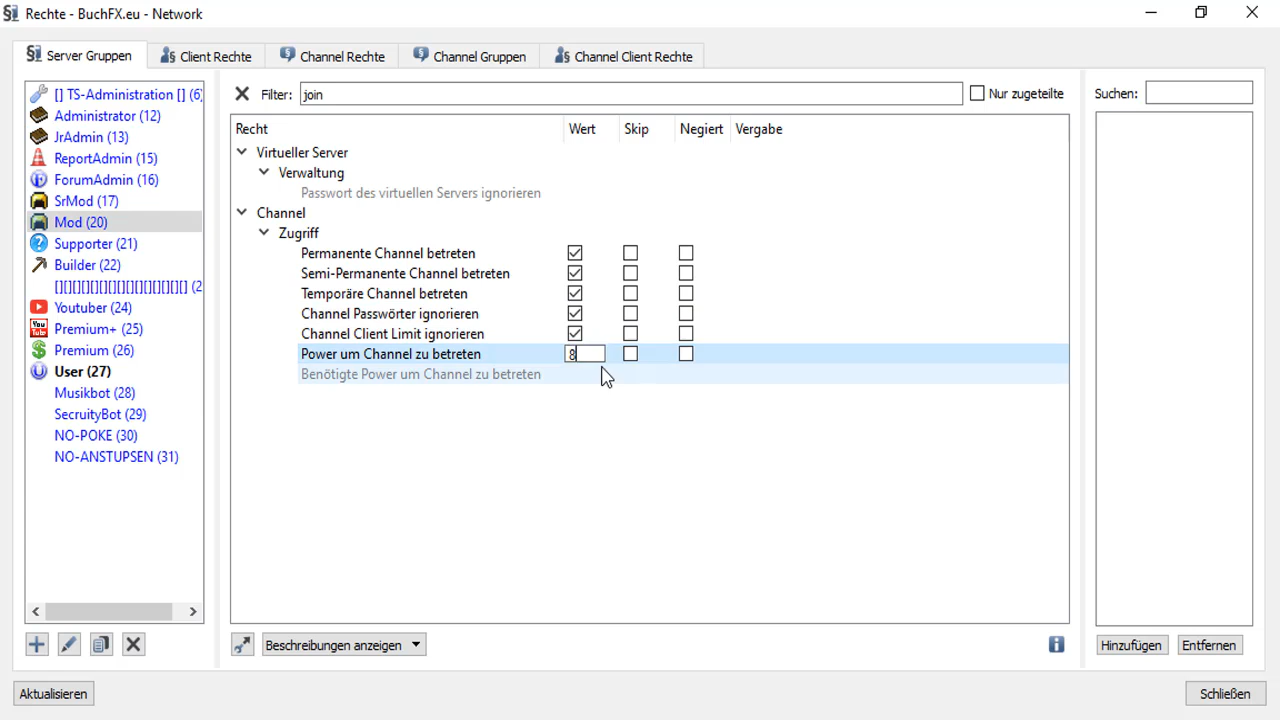 Rechte - BuchFX.eu - Network
Server Gruppen
Client Rechte
Channel Rechte
Channel Gruppen
Channel Client Rechte
[] TS-Administration [] (6)
Administrator (12)
JrAdmin (13)
ReportAdmin (15)
ForumAdmin (16)
SrMod (17)
Mod (20)
Supporter (21)
Builder (22)
[][][][][][][][][][][][][] (2
Youtuber (24)
Premium+ (25)
Premium (26)
User (27)
Musikbot (28)
SecruityBot (29)
NO-POKE (30)
NO-ANSTUPSEN (31)
Filter: join
Nur zugeteilte
Recht Wert Skip Negiert Vergabe
Virtueller Server
Verwaltung
Passwort des virtuellen Servers ignorieren
Channel
Zugriff
Permanente Channel betreten
Semi-Permanente Channel betreten
Temporäre Channel betreten
Channel Passwörter ignorieren
Channel Client Limit ignorieren
Power um Channel zu betreten 8
Benötigte Power um Channel zu betreten
Beschreibungen anzeigen
Suchen:
Hinzufügen
Entfernen
Aktualisieren
Schließen